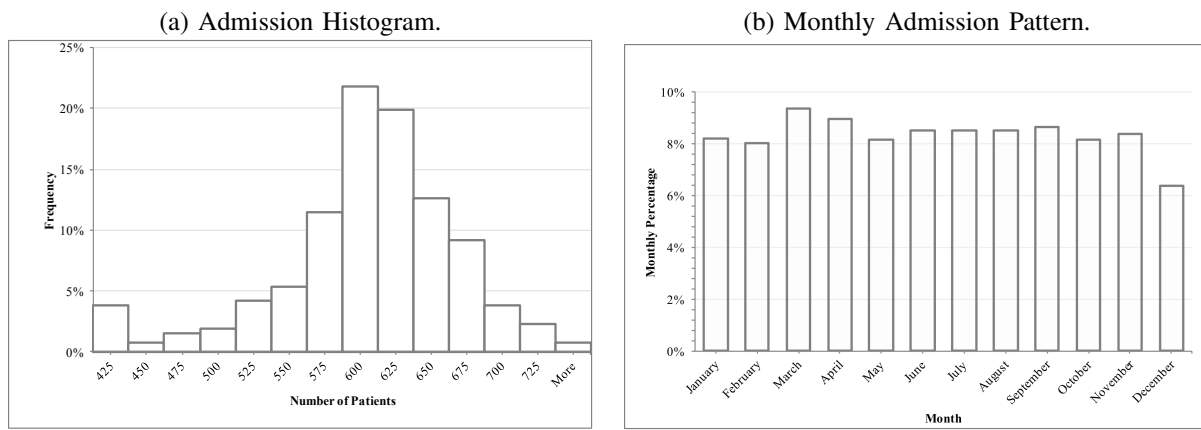 (a) Admission Histogram.
25%
20%
15%
10%
5%
0%
Frequency
425 450 475 500 525 550 575 600 625 650 675 700 725 More
Number of Patients
(b) Monthly Admission Pattern.
10%
8%
6%
4%
2%
0%
Monthly Percentage
January February March April May June July August September October November December
Month